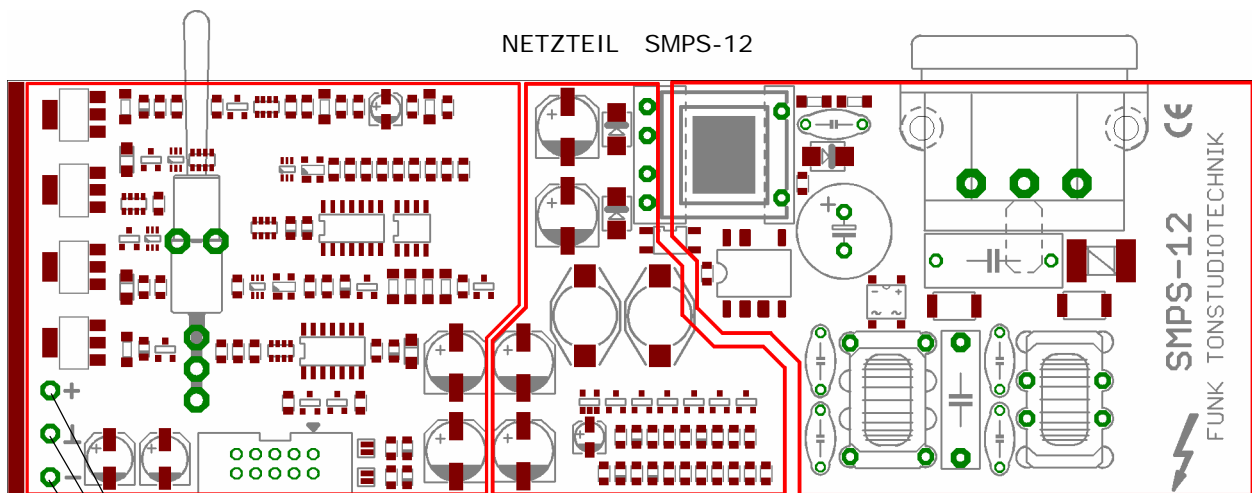 NETZTEIL SMPS-12
CE
SMPS-12
FUNK TONSTUDIOTECHNIK